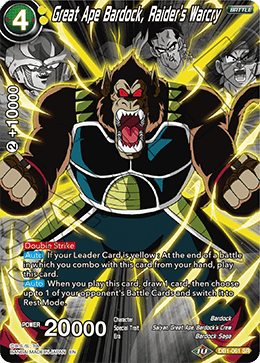 4
Great Ape Bardock, Raider's Warcry
BATTLE
+10000
Double Strike
Auto If your Leader Card is yellow: At the end of a battle
in which you combo with this card from your hand, play
this card.
Auto When you play this card, draw 1 card, then choose
up to 1 of your opponent's Battle Cards and switch it to
Rest Mode.
POWER 20000
Character Bardock
Special Trait Saiyan, Great Ape, Bardock's Crew
Era Bardock Saga
DB1-061 SR